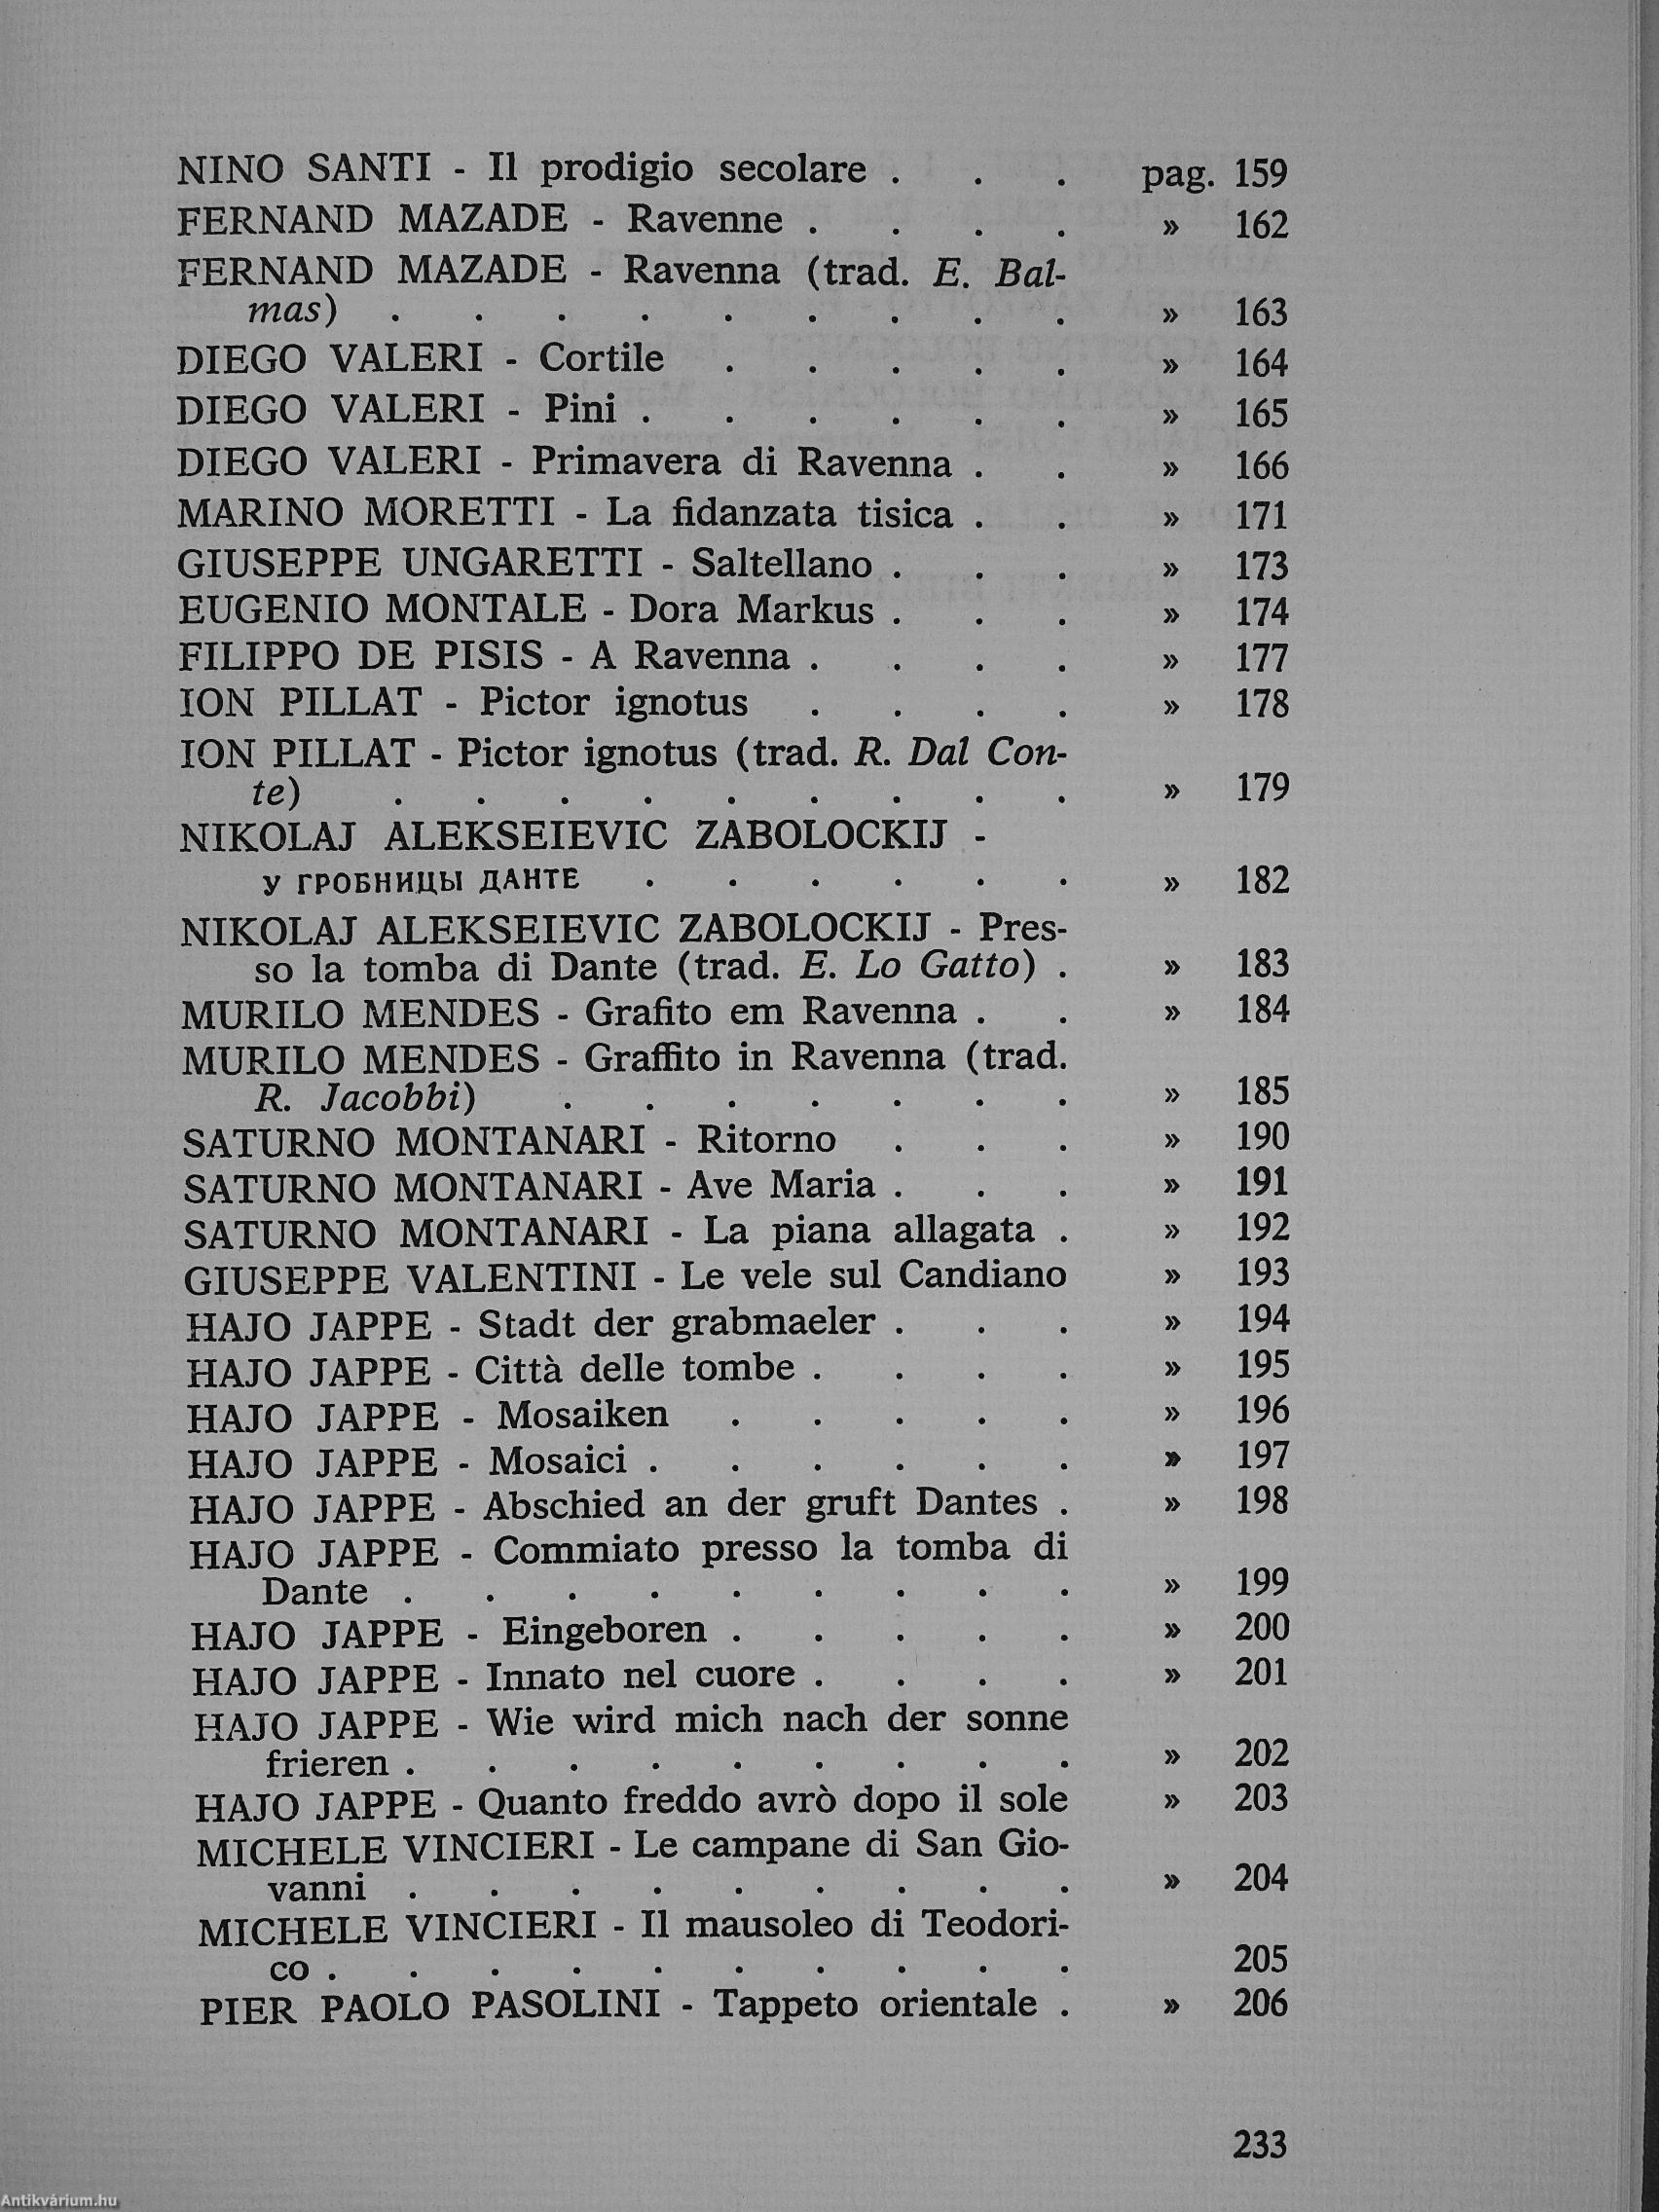 NINO SANTI - Il prodigio secolare . . . pag. 159
FERNAND MAZADE - Ravenne . . . . » 162
FERNAND MAZADE - Ravenna (trad. E. Bal-
mas) . . . . . . . . . » 163
DIEGO VALERI - Cortile . . . . . » 164
DIEGO VALERI - Pini . . . . . . » 165
DIEGO VALERI - Primavera di Ravenna . . » 166
MARINO MORETTI - La fidanzata tisica . . » 171
GIUSEPPE UNGARETTI - Saltellano . . . » 173
EUGENIO MONTALE - Dora Markus . . . » 174
FILIPPO DE PISIS - A Ravenna . . . . » 177
ION PILLAT - Pictor ignotus . . . . » 178
ION PILLAT - Pictor ignotus (trad. R. Dal Con-
te) . . . . . . . . . » 179
NIKOLAJ ALEKSEIEVIC ZABOLOCKIJ -
У ГРОБНИЦЫ ДАНТЕ . . . . . . » 182
NIKOLAJ ALEKSEIEVIC ZABOLOCKIJ - Pres-
so la tomba di Dante (trad. E. Lo Gatto) . » 183
MURILO MENDES - Grafito em Ravenna . . » 184
MURILO MENDES - Graffito in Ravenna (trad.
R. Jacobbi) . . . . . . . » 185
SATURNO MONTANARI - Ritorno . . . » 190
SATURNO MONTANARI - Ave Maria . . . » 191
SATURNO MONTANARI - La piana allagata . » 192
GIUSEPPE VALENTINI - Le vele sul Candiano » 193
HAJO JAPPE - Stadt der grabmaeler . . . » 194
HAJO JAPPE - Città delle tombe . . . . » 195
HAJO JAPPE - Mosaiken . . . . . » 196
HAJO JAPPE - Mosaici . . . . . . » 197
HAJO JAPPE - Abschied an der gruft Dantes . » 198
HAJO JAPPE - Commiato presso la tomba di
Dante . . . . . . . . . » 199
HAJO JAPPE - Eingeboren . . . . . » 200
HAJO JAPPE - Innato nel cuore . . . . » 201
HAJO JAPPE - Wie wird mich nach der sonne
frieren . . . . . . . . . » 202
HAJO JAPPE - Quanto freddo avrò dopo il sole » 203
MICHELE VINCIERI - Le campane di San Gio-
vanni . . . . . . . . . » 204
MICHELE VINCIERI - Il mausoleo di Teodori-
co . . . . . . . . . . 205
PIER PAOLO PASOLINI - Tappeto orientale . » 206
233
Antikvárium.hu